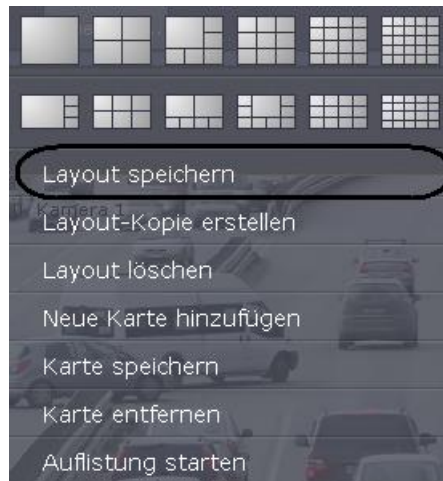 Layout speichern
Kamera 1
Layout-Kopie erstellen
Layout löschen
Neue Karte hinzufügen
Karte speichern
Karte entfernen
Auflistung starten